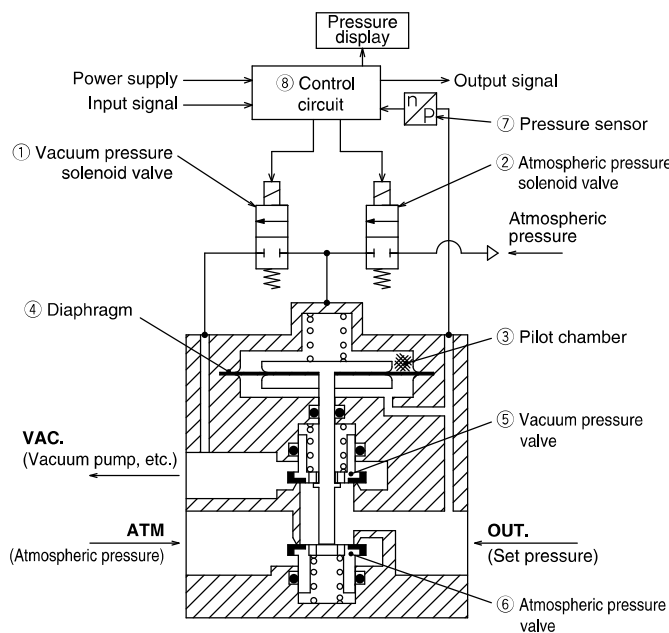 Pressure
display
Power supply
Input signal
⑧ Control
circuit
Output signal
n
P
⑦ Pressure sensor
① Vacuum pressure
solenoid valve
② Atmospheric pressure
solenoid valve
Atmospheric
pressure
④ Diaphragm
③ Pilot chamber
VAC.
(Vacuum pump, etc.)
⑤ Vacuum pressure
valve
ATM
(Atmospheric pressure)
OUT.
(Set pressure)
⑥ Atmospheric pressure
valve